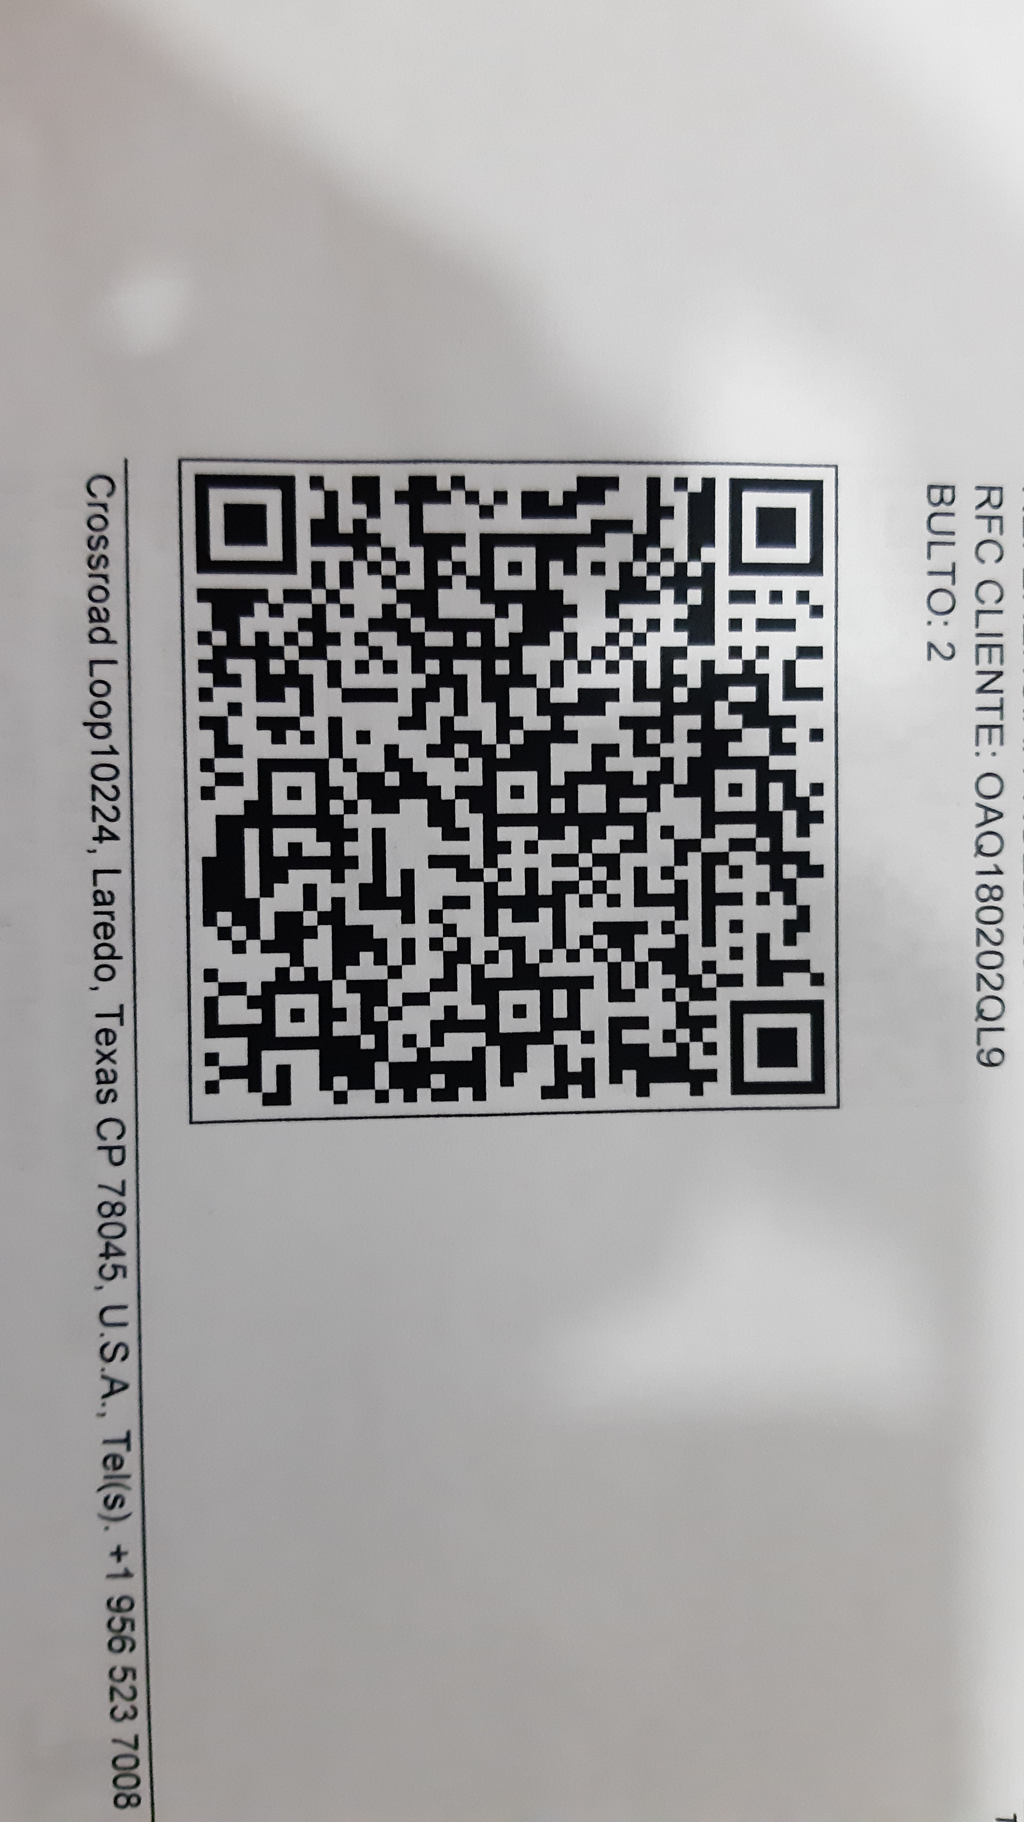 RFC CLIENTE: OAQ180202QL9
BULTO: 2
Crossroad Loop10224, Laredo, Texas CP 78045, U.S.A., Tel(s). +1 956 523 7008